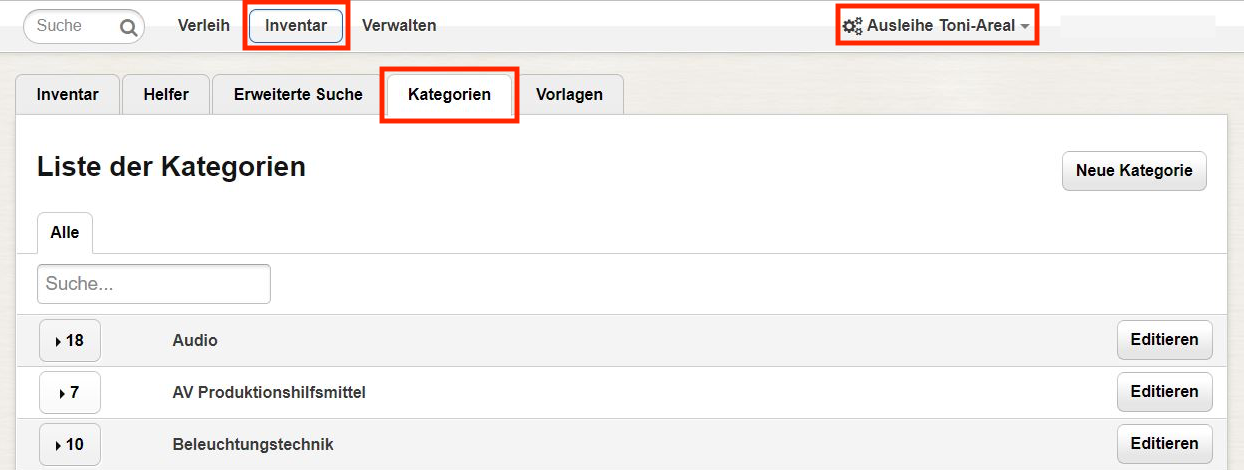 Suche Verleih Inventar Verwalten Ausleihe Toni-Areal
Inventar Helfer Erweiterte Suche Kategorien Vorlagen
Liste der Kategorien Neue Kategorie
Alle
Suche...
18 Audio Editieren
7 AV Produktionshilfsmittel Editieren
10 Beleuchtungstechnik Editieren